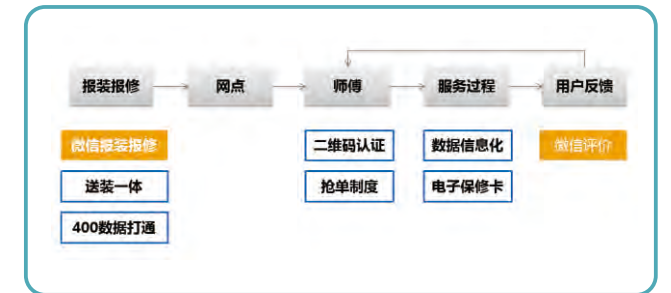 报装报修
网点
师傅
服务过程
用户反馈
微信报装报修
二维码认证
数据信息化
微信评价
送装一体
抢单制度
电子保修卡
400数据打通